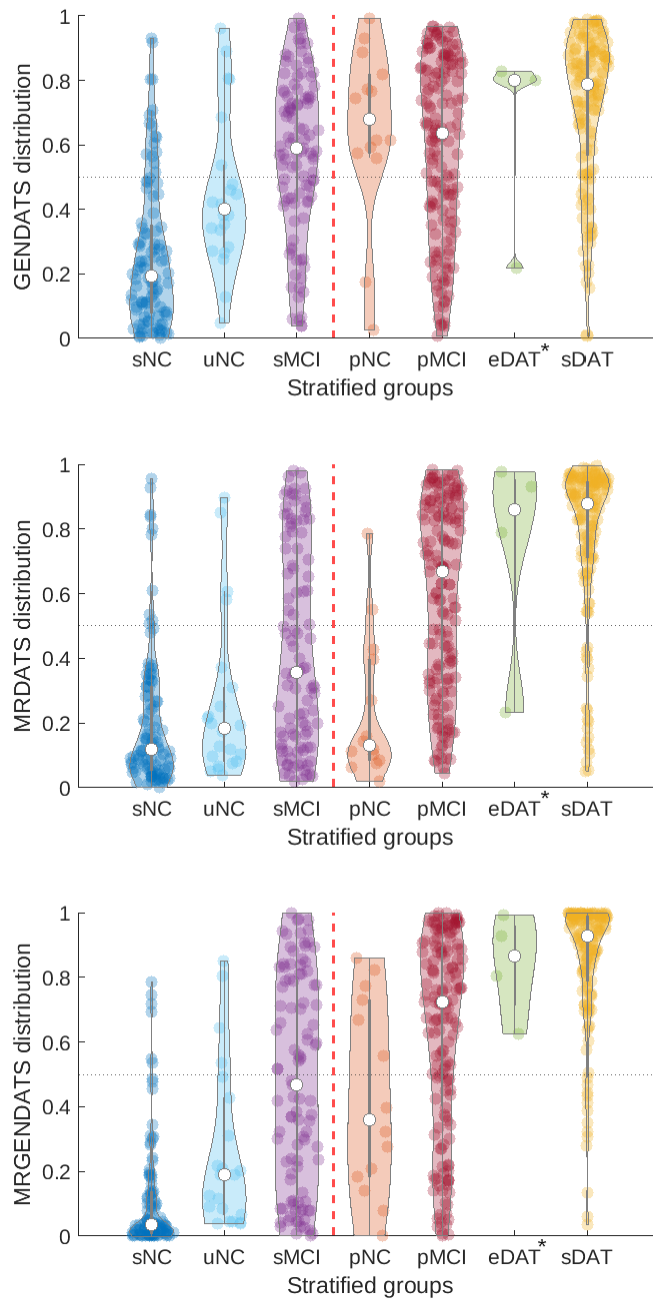 1
0.8
0.6
0.4
0.2
0
GENDATS distribution
sNC uNC sMCI pNC pMCI eDAT* sDAT
Stratified groups
1
0.8
0.6
0.4
0.2
0
MRDATS distribution
sNC uNC sMCI pNC pMCI eDAT* sDAT
Stratified groups
1
0.8
0.6
0.4
0.2
0
MRGENDATS distribution
sNC uNC sMCI pNC pMCI eDAT* sDAT
Stratified groups